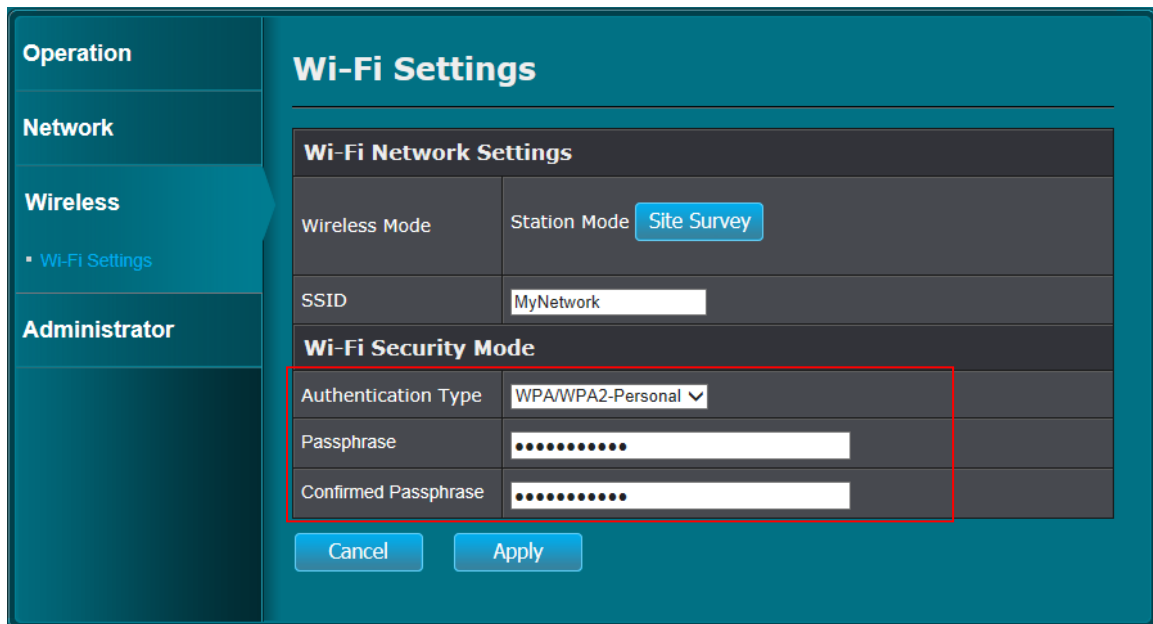 Operation
Network
Wireless
Wi-Fi Settings
Administrator
Wi-Fi Settings
Wi-Fi Network Settings
Wireless Mode Station Mode Site Survey
SSID MyNetwork
Wi-Fi Security Mode
Authentication Type WPA/WPA2-Personal
Passphrase •••••••••••
Confirmed Passphrase •••••••••••
Cancel Apply